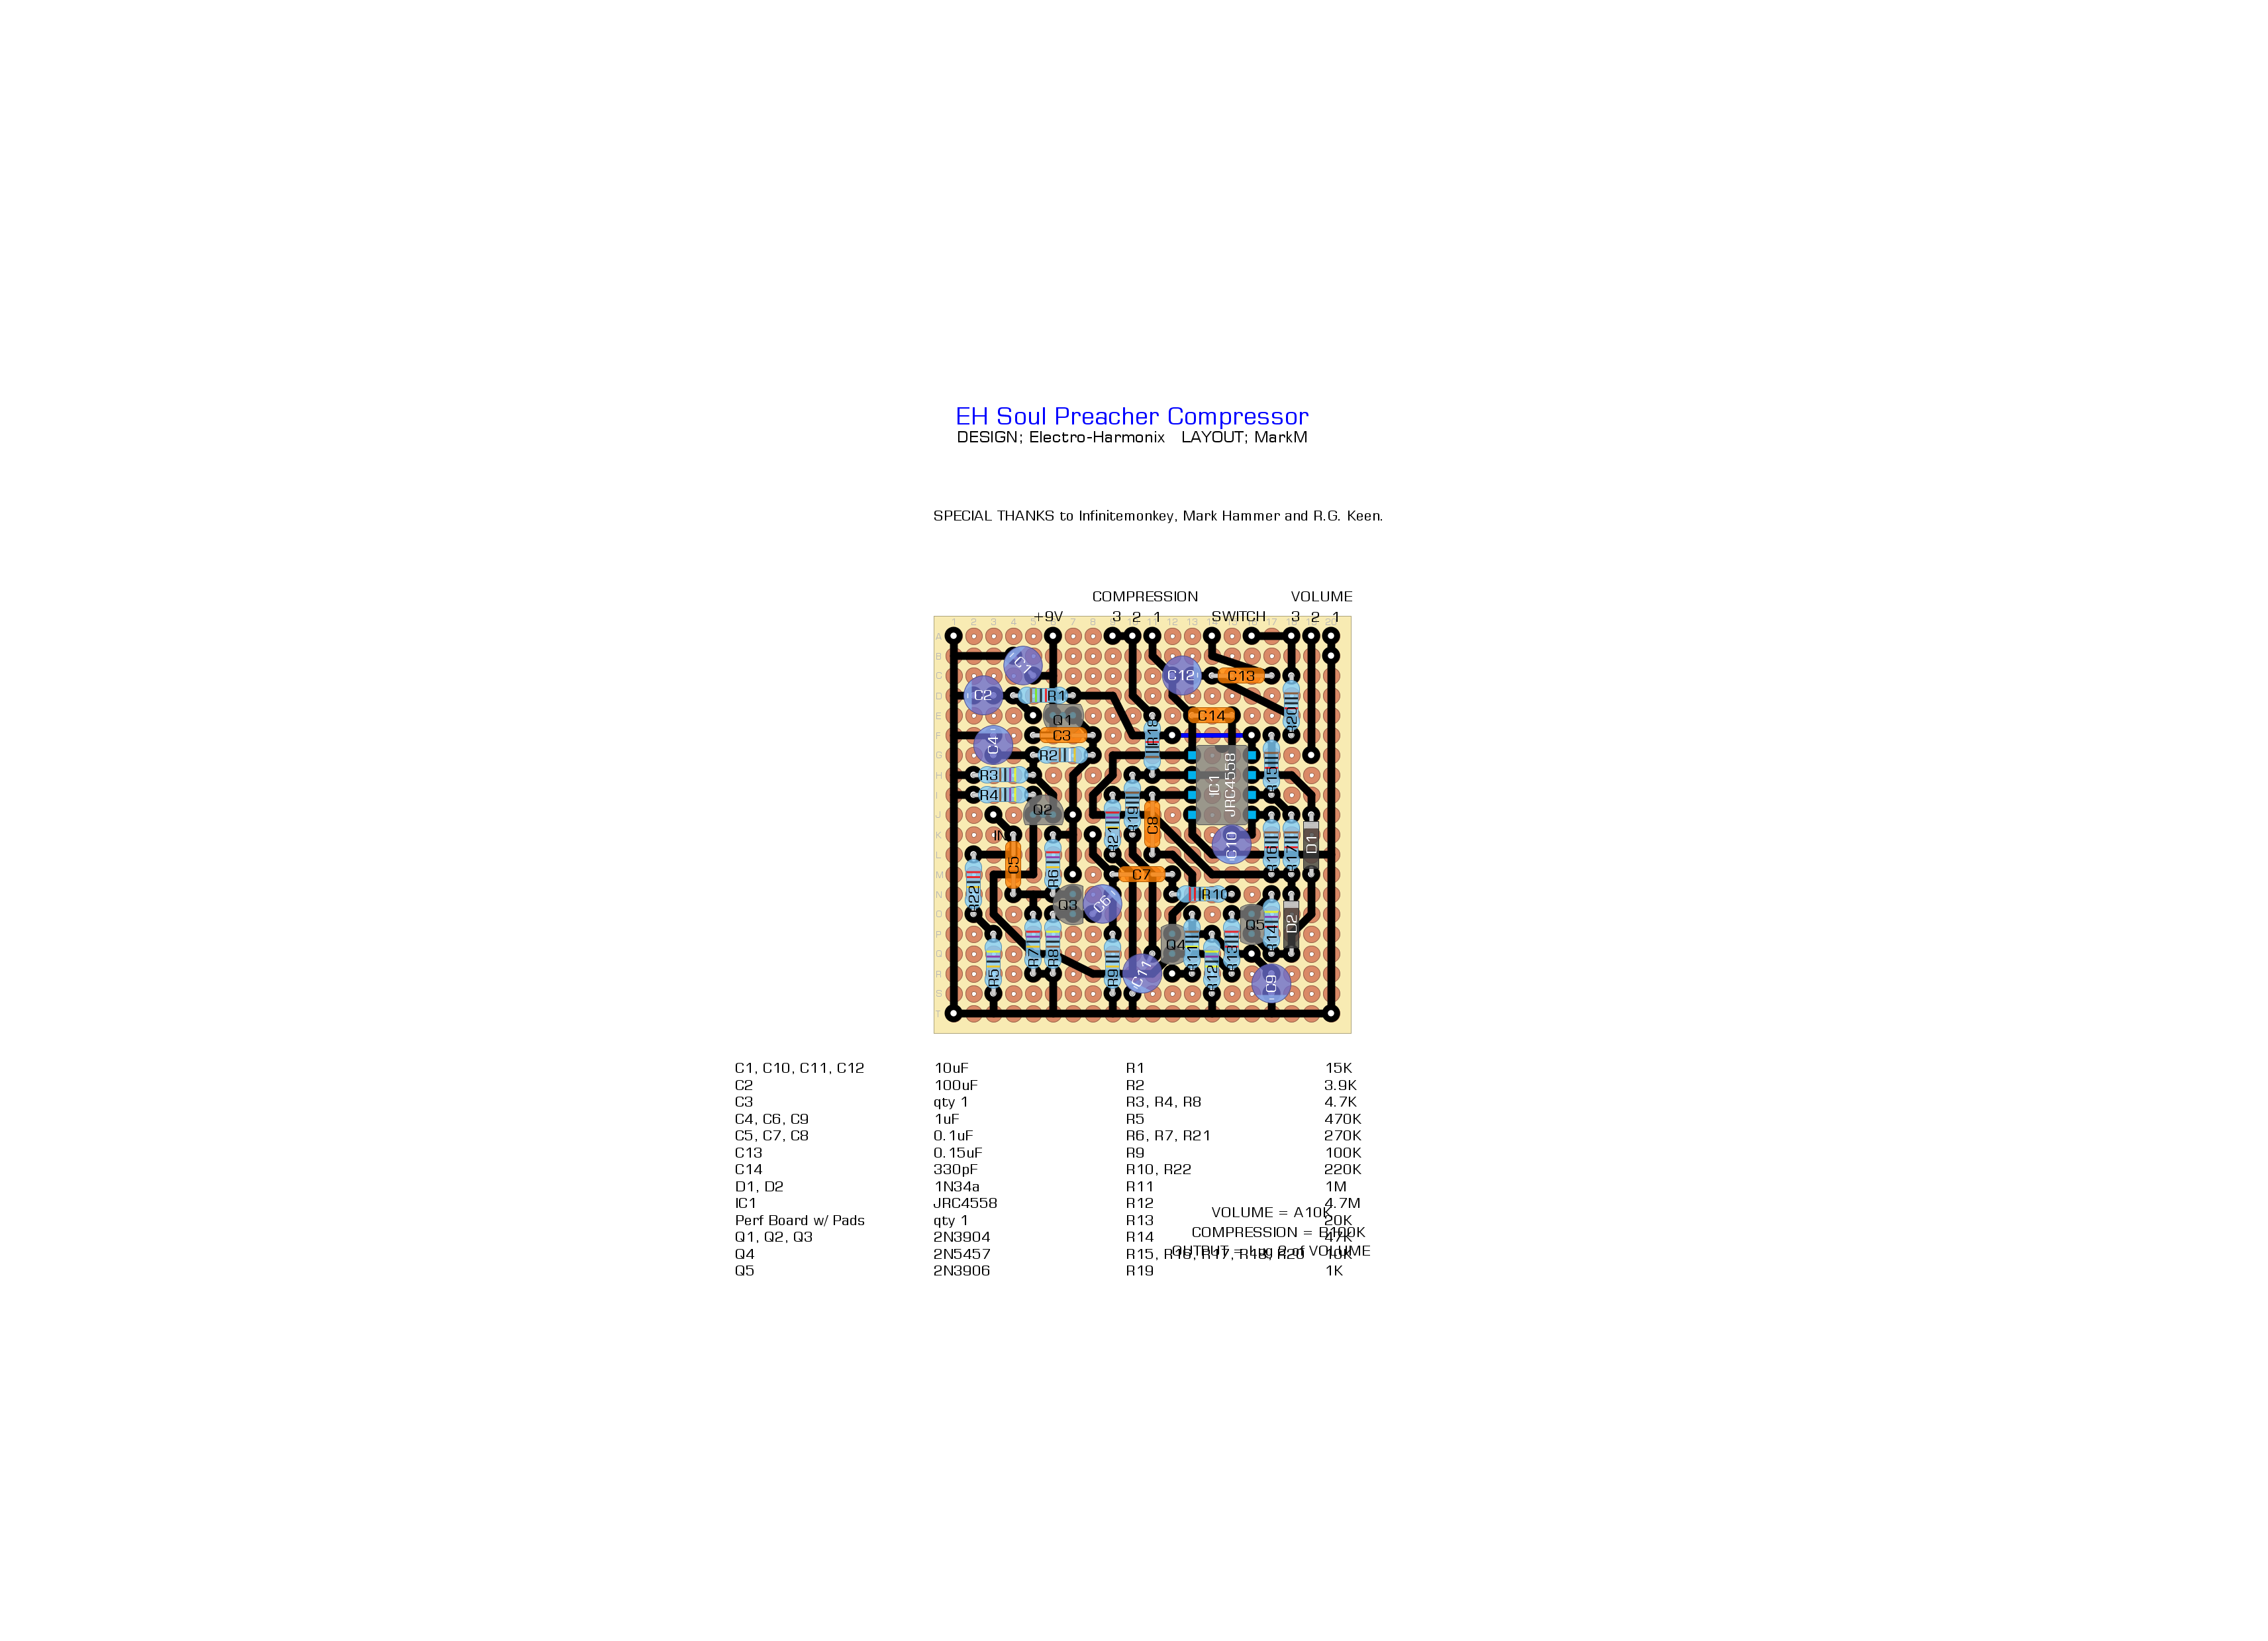 EH Soul Preacher Compressor
DESIGN; Electro-Harmonix LAYOUT; MarkM
SPECIAL THANKS to Infinitemonkey, Mark Hammer and R.G. Keen.
COMPRESSION VOLUME
+9V 3 2 1 SWITCH 3 2 1
C1
C12 C13
C2 R1
Q1 C14 R20
C3 R18
C4 R2 R15
R3 IC1 JRC4558
R4
Q2 R19
IN R21 C8 C10 D1
C5 R16 R17
R6 C7
R22 R10
Q3 C6 Q5 D2
Q4 R14
R7 R8 R11 R13
R5 R9 C11 R12 C9
C1, C10, C11, C12 10uF R1 15K
C2 100uF R2 3.9K
C3 qty 1 R3, R4, R8 4.7K
C4, C6, C9 1uF R5 470K
C5, C7, C8 0.1uF R6, R7, R21 270K
C13 0.15uF R9 100K
C14 330pF R10, R22 220K
D1, D2 1N34a R11 1M
IC1 JRC4558 R12 4.7M
VOLUME = A10K
Perf Board w/ Pads qty 1 R13 20K
COMPRESSION = B100K
Q1, Q2, Q3 2N3904 R14 47K
OUTPUT = Lug 2 of VOLUME
Q4 2N5457 R15, R16, R17, R18, R20 10K
Q5 2N3906 R19 1K